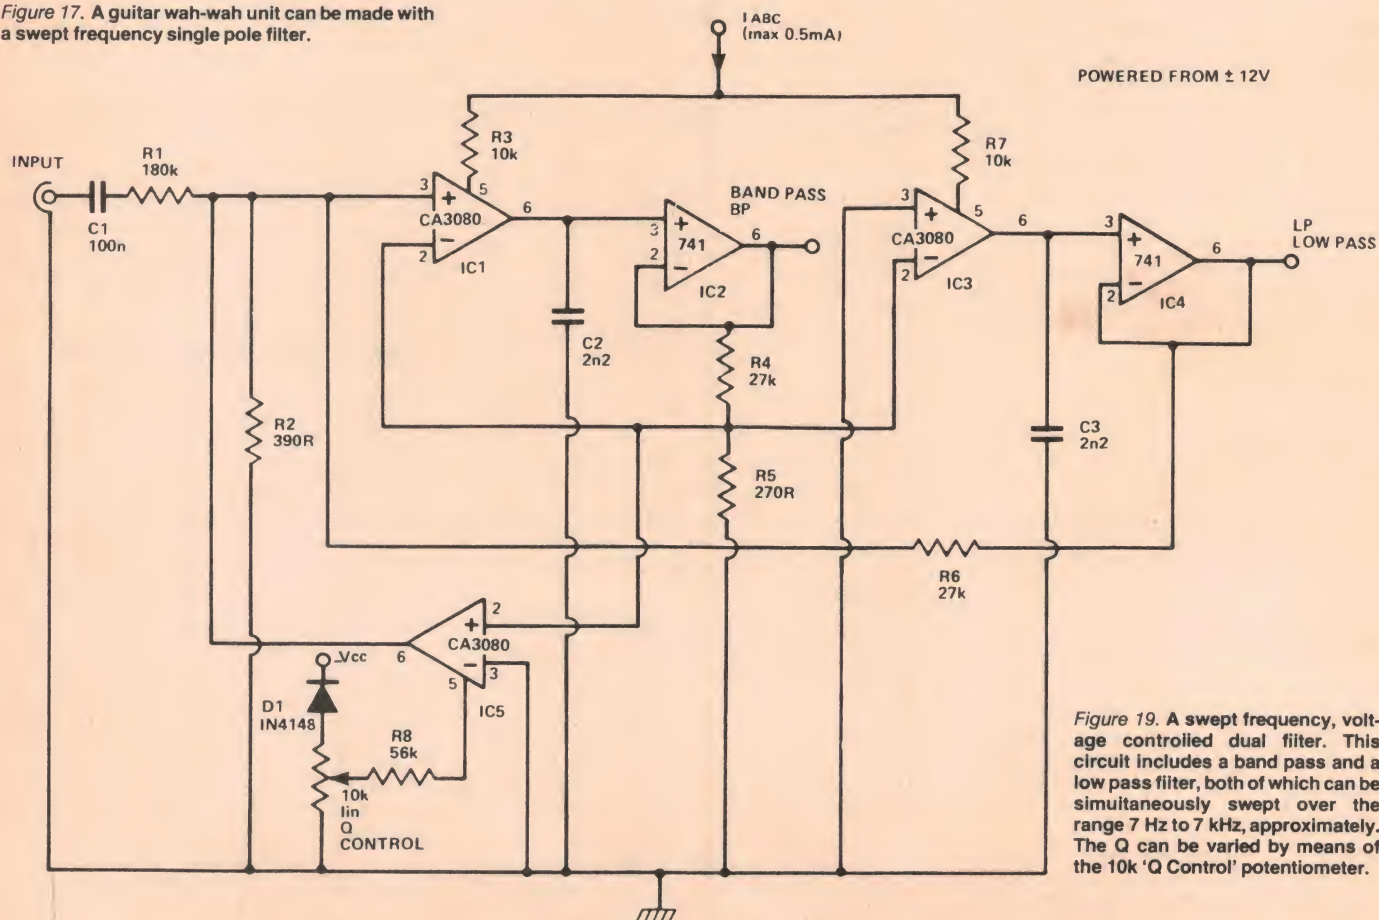 Figure 17. A guitar wah-wah unit can be made with
a swept frequency single pole filter.
I ABC
(max 0.5mA)
POWERED FROM ± 12V
INPUT
R1
180k
C1
100n
R3
10k
3
+
5
CA3080
6
−
2
IC1
3
+
741
6
2
−
IC2
BAND PASS
BP
R7
10k
3
+
5
CA3080
6
−
2
IC3
3
+
741
6
2
−
IC4
LP
LOW PASS
C2
2n2
R4
27k
R2
390R
R5
270R
C3
2n2
R6
27k
2
+
CA3080
6
−
3
5
IC5
–Vcc
D1
IN4148
R8
56k
10k
lin
Q
CONTROL
Figure 19. A swept frequency, volt-
age controlled dual filter. This
circuit includes a band pass and a
low pass filter, both of which can be
simultaneously swept over the
range 7 Hz to 7 kHz, approximately.
The Q can be varied by means of
the 10k 'Q Control' potentiometer.